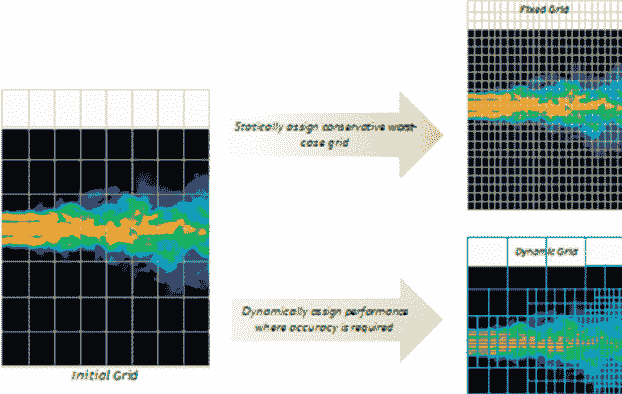 Fixed Grid
Statically assign conservative worst-
case grid
Dynamic Grid
Dynamically assign performance
where accuracy is required
Initial Grid